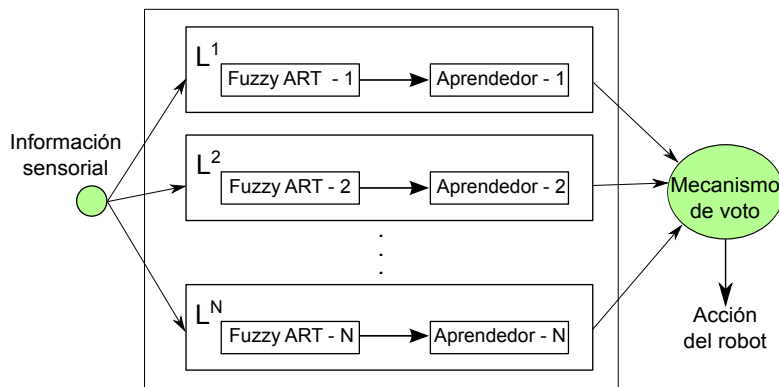 Información
sensorial
L1
Fuzzy ART - 1
Aprendedor - 1
L2
Fuzzy ART - 2
Aprendedor - 2
. . .
LN
Fuzzy ART - N
Aprendedor - N
Mecanismo
de voto
Acción
del robot